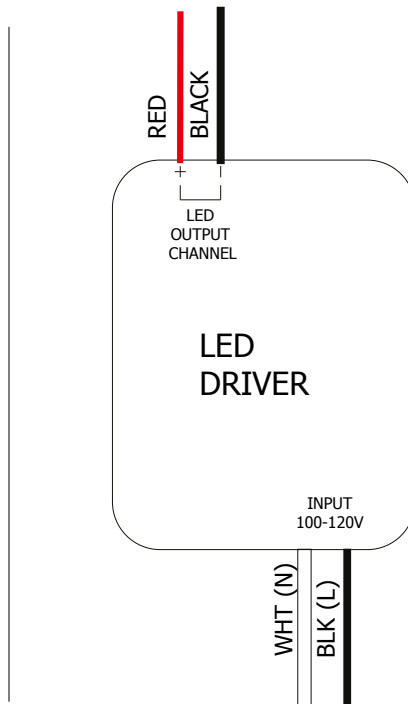 RED
BLACK
+ -
LED
OUTPUT
CHANNEL
LED
DRIVER
INPUT
100-120V
WHT (N)
BLK (L)